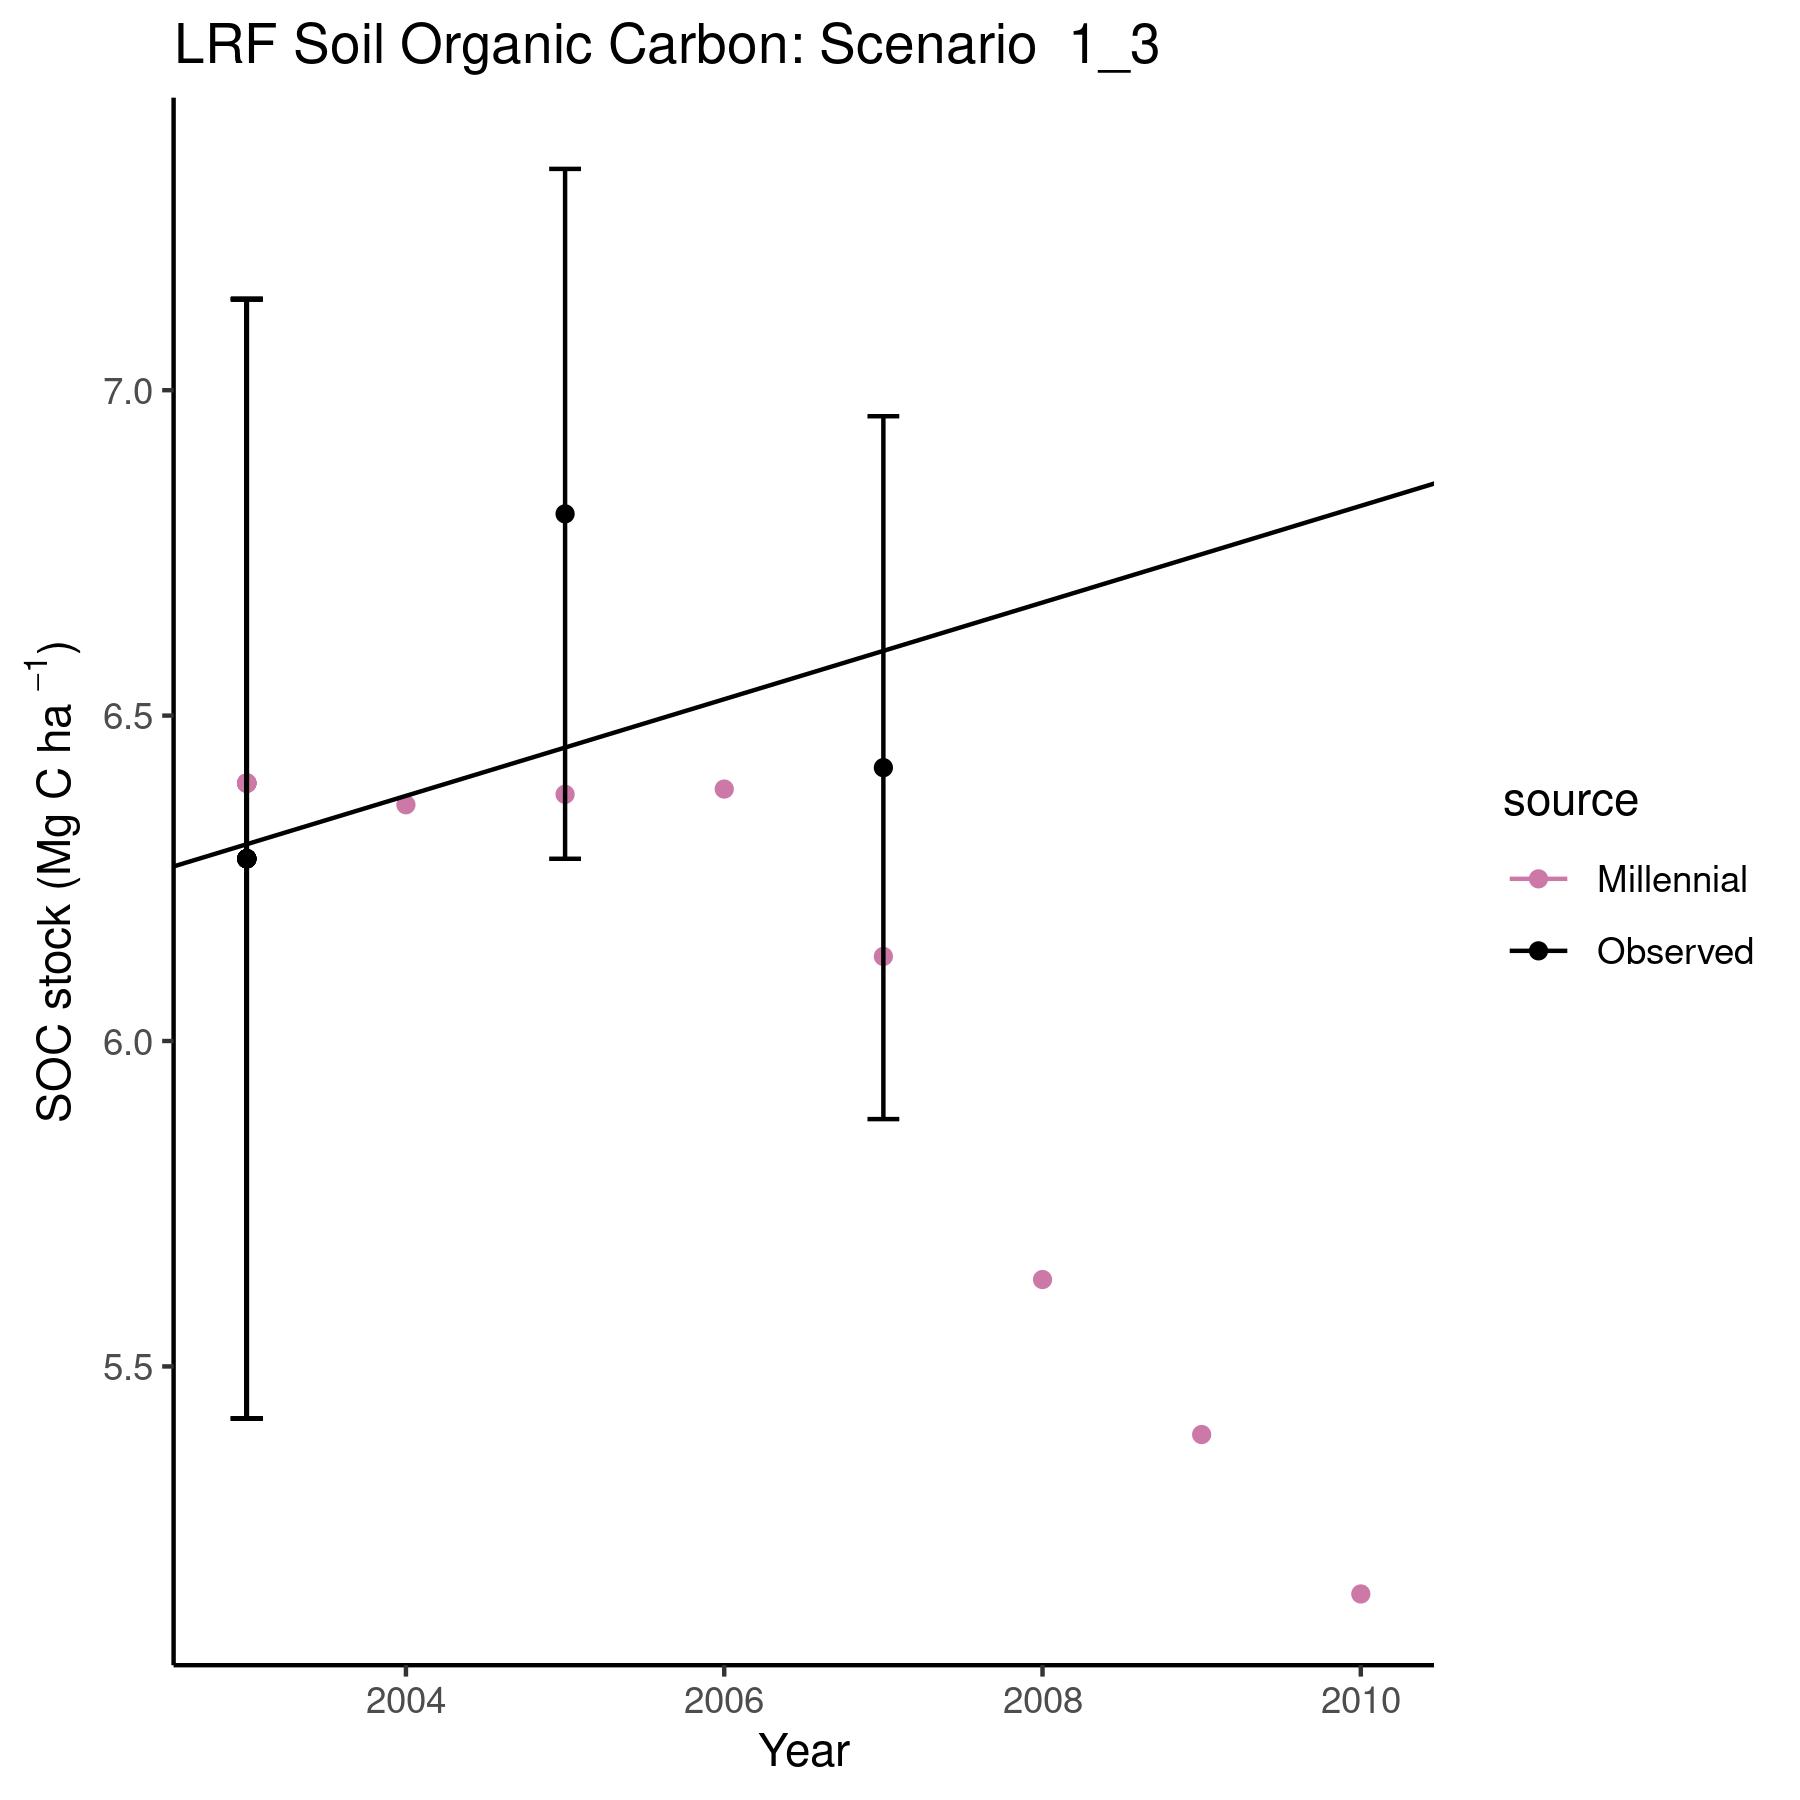 LRF Soil Organic Carbon: Scenario  1_3
SOC stock (Mg C ha −1)
7.0
6.5
6.0
5.5
2004
2006
2008
2010
Year
source
Millennial
Observed